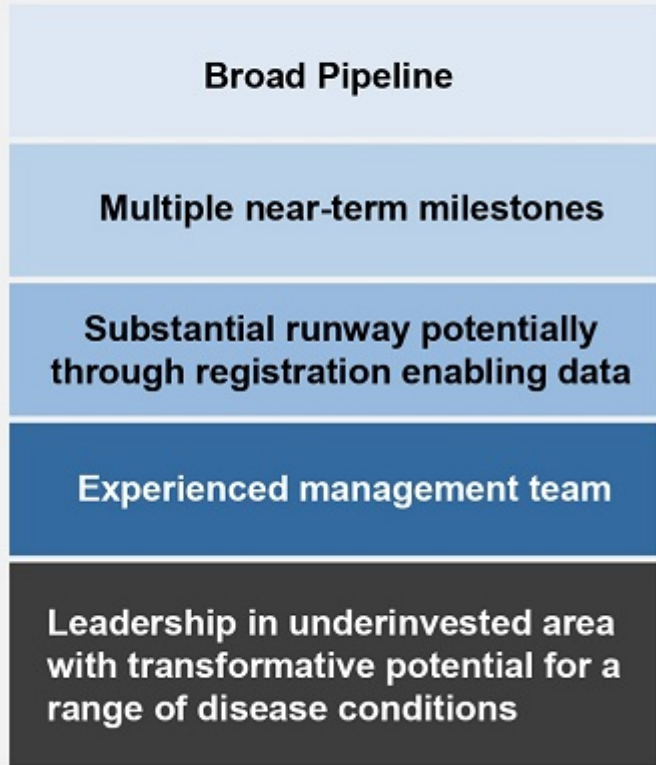 Broad Pipeline
Multiple near-term milestones
Substantial runway potentially
through registration enabling data
Experienced management team
Leadership in underinvested area
with transformative potential for a
range of disease conditions